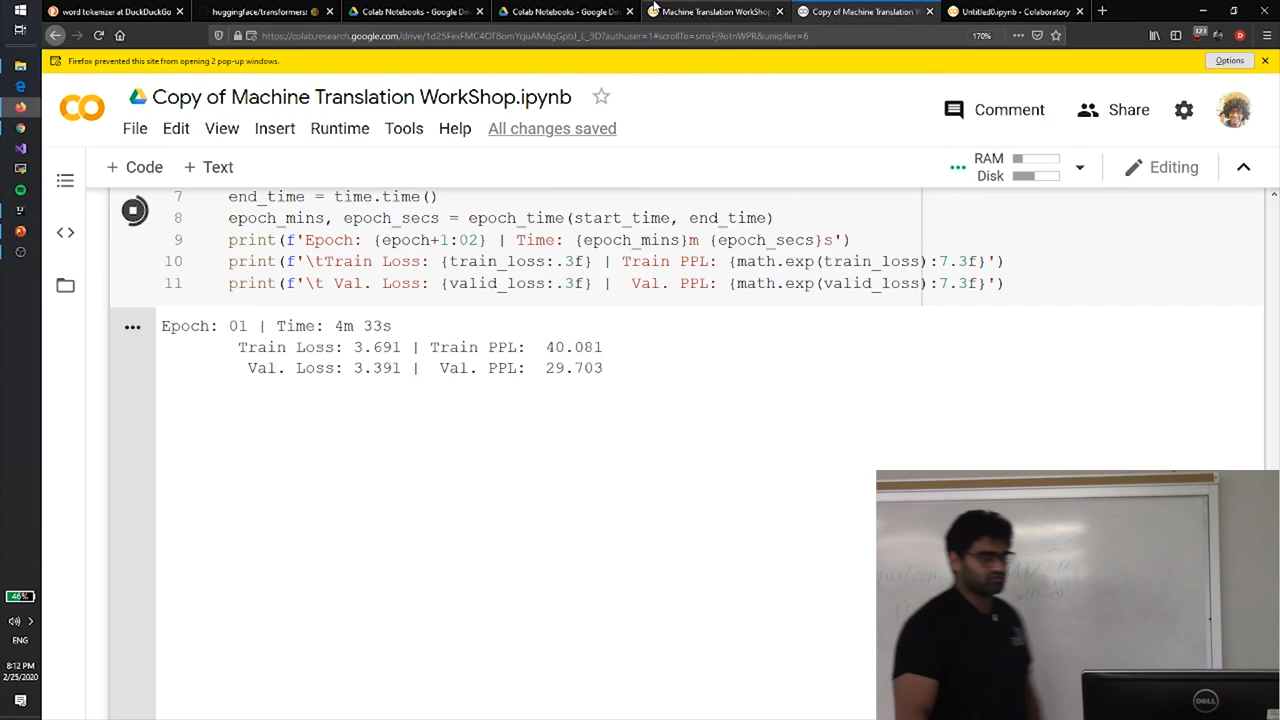 word tokenizer at DuckDuckGo
huggingface/transformers:
Colab Notebooks - Google Dri
Colab Notebooks - Google Dri
Machine Translation WorkShop
Copy of Machine Translation W
Untitled0.ipynb - Colaboratory
170%
Firefox prevented this site from opening 2 pop-up windows.
Options
Copy of Machine Translation WorkShop.ipynb
Comment
Share
File Edit View Insert Runtime Tools Help All changes saved
+ Code + Text
RAM
Disk
Editing
7 end_time = time.time()
8 epoch_mins, epoch_secs = epoch_time(start_time, end_time)
9 print(f'Epoch: {epoch+1:02} | Time: {epoch_mins}m {epoch_secs}s')
10 print(f'\tTrain Loss: {train_loss:.3f} | Train PPL: {math.exp(train_loss):7.3f}')
11 print(f'\t Val. Loss: {valid_loss:.3f} |  Val. PPL: {math.exp(valid_loss):7.3f}')
Epoch: 01 | Time: 4m 33s
Train Loss: 3.691 | Train PPL:  40.081
Val. Loss: 3.391 |  Val. PPL:  29.703
46%
ENG
8:12 PM
2/25/2020
DELL